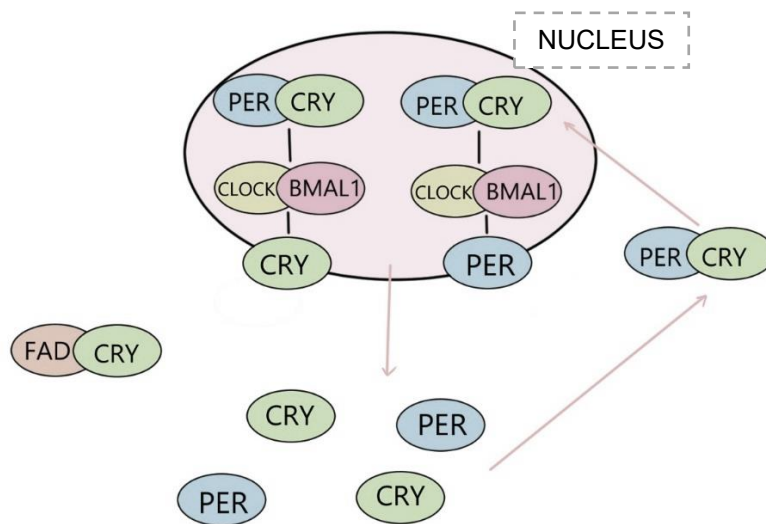 NUCLEUS
PER CRY PER CRY
CLOCK BMAL1 CLOCK BMAL1
CRY PER
PER CRY
FAD CRY
CRY PER
PER CRY